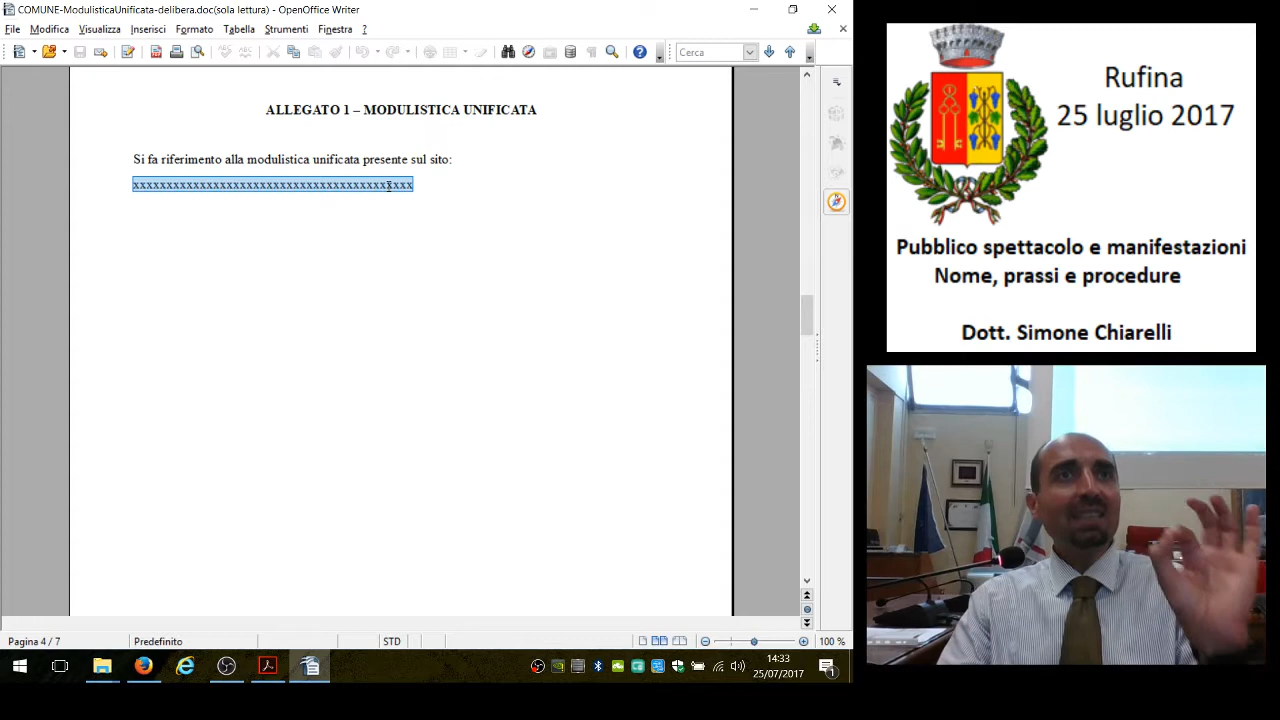 COMUNE-ModulisticaUnificata-delibera.doc(sola lettura) - OpenOffice Writer
File Modifica Visualizza Inserisci Formato Tabella Strumenti Finestra ?
Cerca
ALLEGATO 1 – MODULISTICA UNIFICATA
Si fa riferimento alla modulistica unificata presente sul sito:
xxxxxxxxxxxxxxxxxxxxxxxxxxxxxxxxxxxxxxxxxx
Pagina 4 / 7 Predefinito STD 100 %
14:33
25/07/2017
1
Rufina
25 luglio 2017
Pubblico spettacolo e manifestazioni
Nome, prassi e procedure
Dott. Simone Chiarelli